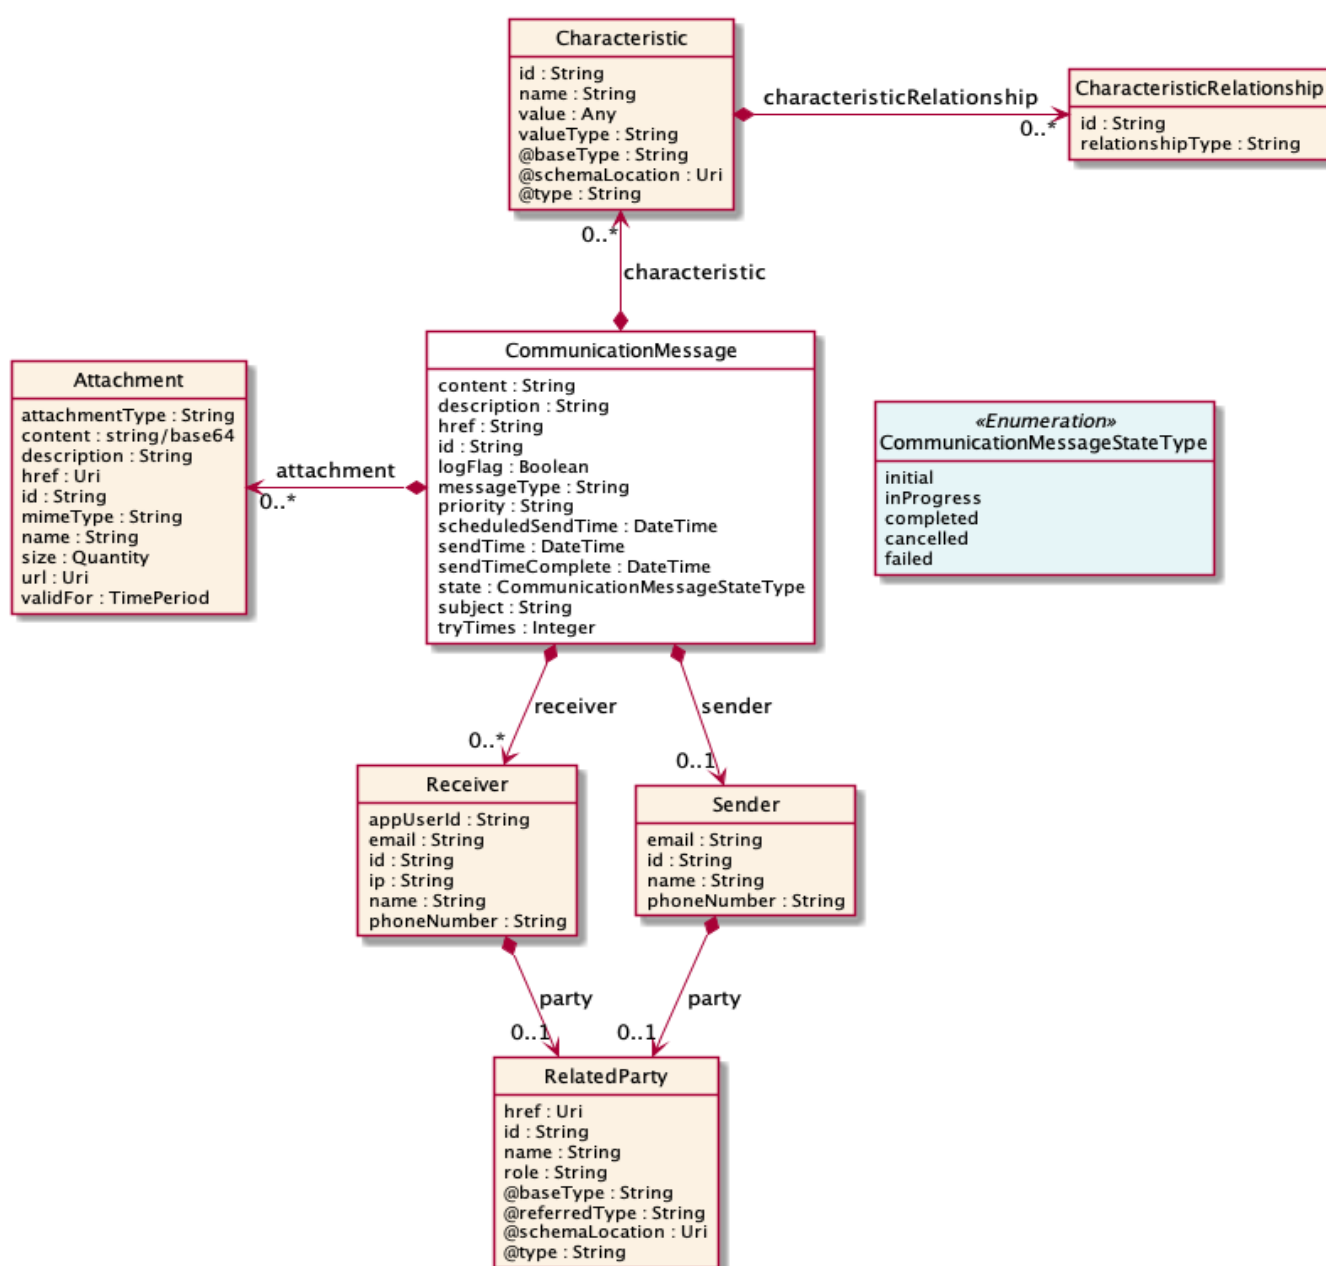 Characteristic
id : String
name : String
value : Any
valueType : String
@baseType : String
@schemaLocation : Uri
@type : String
characteristicRelationship
0..*
CharacteristicRelationship
id : String
relationshipType : String
0..*
characteristic
CommunicationMessage
content : String
description : String
href : String
id : String
logFlag : Boolean
messageType : String
priority : String
scheduledSendTime : DateTime
sendTime : DateTime
sendTimeComplete : DateTime
state : CommunicationMessageStateType
subject : String
tryTimes : Integer
Attachment
attachmentType : String
content : string/base64
description : String
href : Uri
id : String
mimeType : String
name : String
size : Quantity
url : Uri
validFor : TimePeriod
attachment
0..*
«Enumeration»
CommunicationMessageStateType
initial
inProgress
completed
cancelled
failed
receiver
0..*
sender
0..1
Receiver
appUserId : String
email : String
id : String
ip : String
name : String
phoneNumber : String
Sender
email : String
id : String
name : String
phoneNumber : String
party
0..1
party
0..1
RelatedParty
href : Uri
id : String
name : String
role : String
@baseType : String
@referredType : String
@schemaLocation : Uri
@type : String